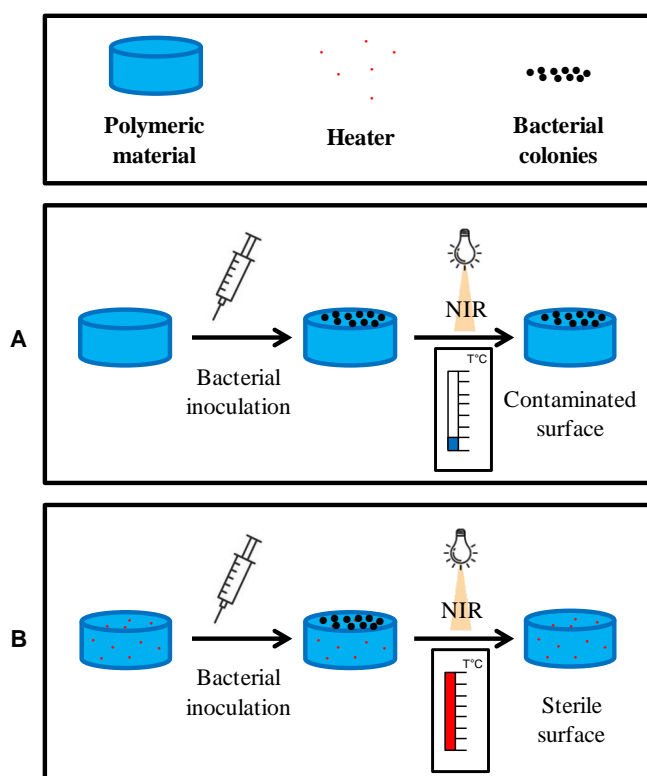 Polymeric
material
Heater
Bacterial
colonies
A
Bacterial
inoculation
NIR
T°C
Contaminated
surface
B
Bacterial
inoculation
NIR
T°C
Sterile
surface